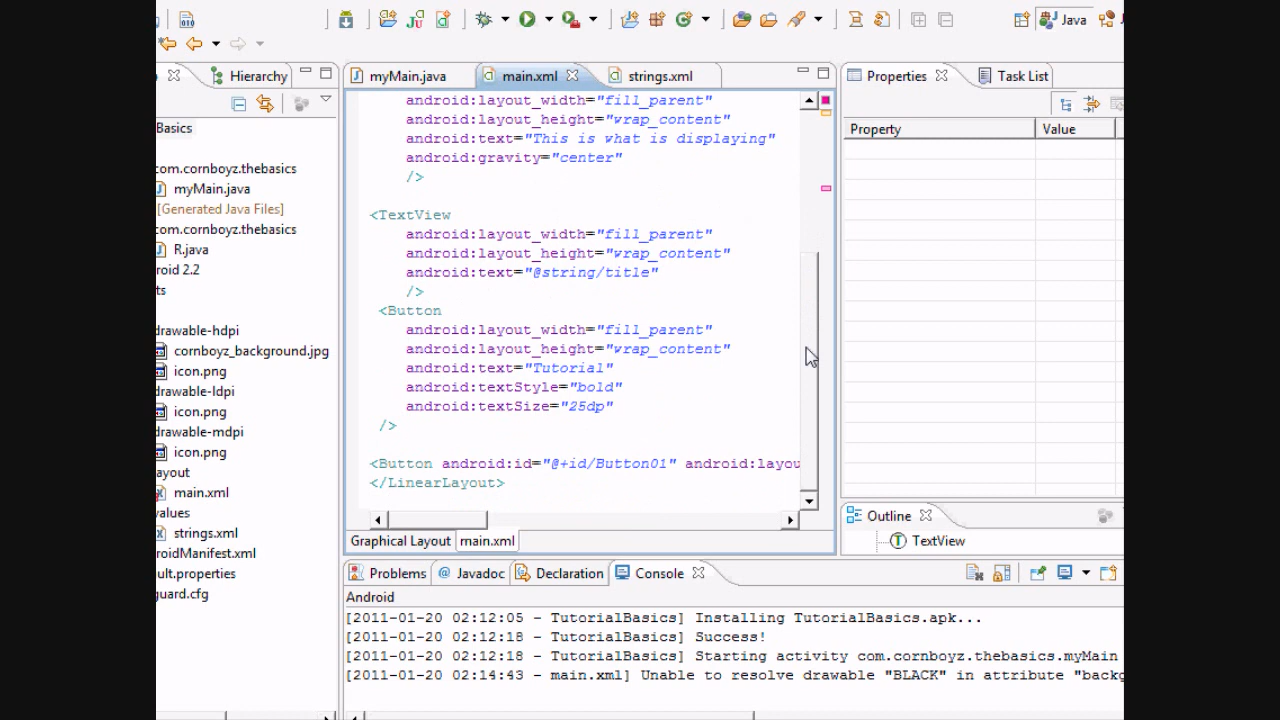 Java
Hierarchy
myMain.java
main.xml
strings.xml
Properties
Task List
Basics
com.cornboyz.thebasics
myMain.java
[Generated Java Files]
com.cornboyz.thebasics
R.java
roid 2.2
ts
drawable-hdpi
cornboyz_background.jpg
icon.png
drawable-ldpi
icon.png
drawable-mdpi
icon.png
ayout
main.xml
values
strings.xml
roidManifest.xml
ult.properties
guard.cfg
android:layout_width="fill_parent"
android:layout_height="wrap_content"
android:text="This is what is displaying"
android:gravity="center"
/>
<TextView
android:layout_width="fill_parent"
android:layout_height="wrap_content"
android:text="@string/title"
/>
<Button
android:layout_width="fill_parent"
android:layout_height="wrap_content"
android:text="Tutorial"
android:textStyle="bold"
android:textSize="25dp"
/>
<Button android:id="@+id/Button01" android:layou
</LinearLayout>
Graphical Layout
main.xml
Property
Value
Outline
TextView
Problems
@ Javadoc
Declaration
Console
Android
[2011-01-20 02:12:05 - TutorialBasics] Installing TutorialBasics.apk...
[2011-01-20 02:12:18 - TutorialBasics] Success!
[2011-01-20 02:12:18 - TutorialBasics] Starting activity com.cornboyz.thebasics.myMain
[2011-01-20 02:14:43 - main.xml] Unable to resolve drawable "BLACK" in attribute "backg